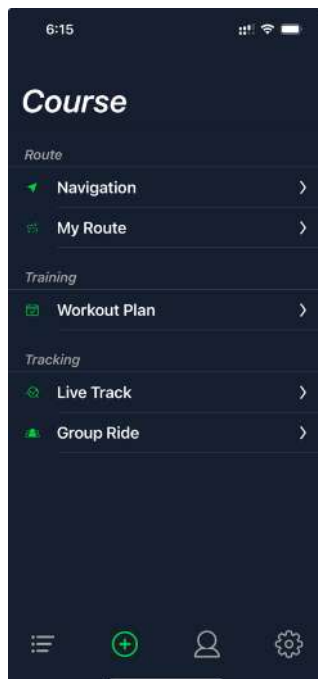 6:15
Course
Route
Navigation
My Route
Training
Workout Plan
Tracking
Live Track
Group Ride